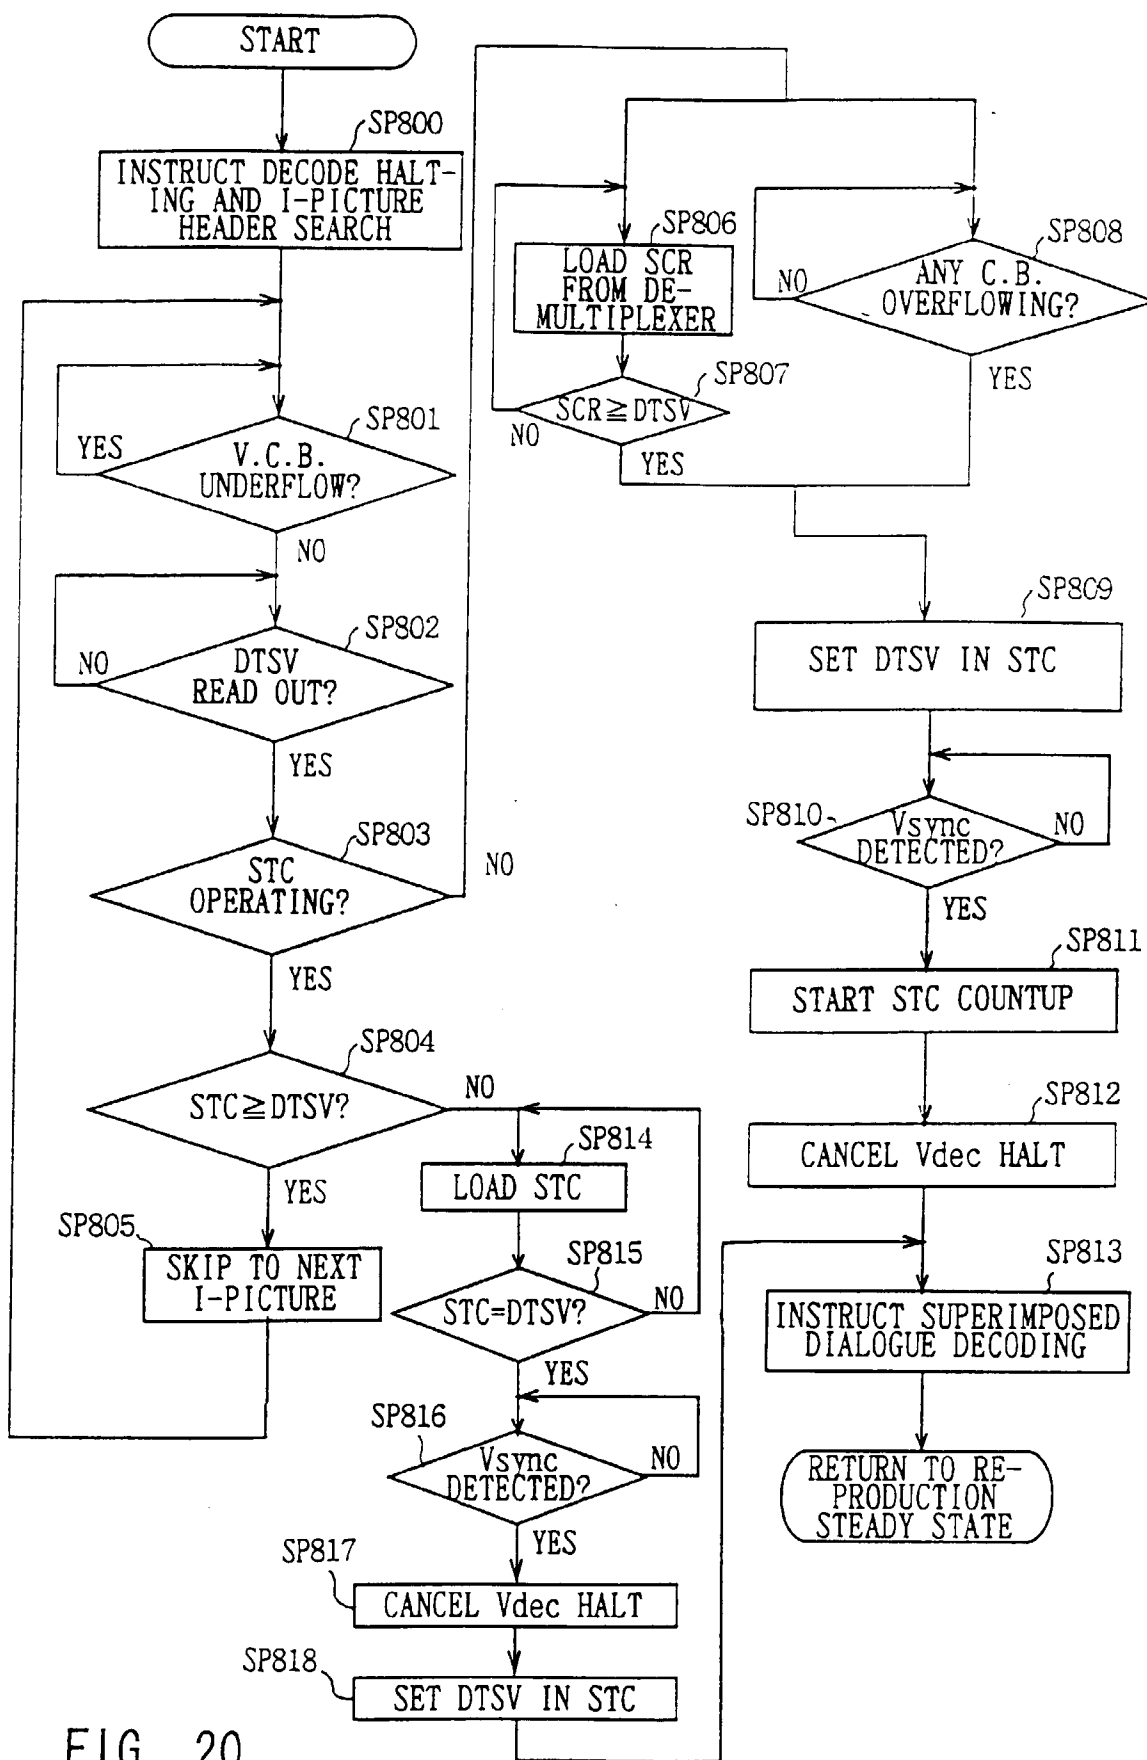 START
SP800
INSTRUCT DECODE HALT-
ING AND I-PICTURE
HEADER SEARCH
SP801
V.C.B.
UNDERFLOW?
YES
NO
SP802
DTSV
READ OUT?
NO
YES
SP803
STC
OPERATING?
NO
YES
SP804
STC≧DTSV?
NO
YES
SP805
SKIP TO NEXT
I-PICTURE
SP806
LOAD SCR
FROM DE-
MULTIPLEXER
SP807
SCR≧DTSV
NO
YES
SP808
ANY C.B.
OVERFLOWING?
NO
YES
SP809
SET DTSV IN STC
SP810
Vsync
DETECTED?
NO
YES
SP811
START STC COUNTUP
SP812
CANCEL Vdec HALT
SP813
INSTRUCT SUPERIMPOSED
DIALOGUE DECODING
RETURN TO RE-
PRODUCTION
STEADY STATE
SP814
LOAD STC
SP815
STC=DTSV?
NO
YES
SP816
Vsync
DETECTED?
NO
YES
SP817
CANCEL Vdec HALT
SP818
SET DTSV IN STC
FIG. 20